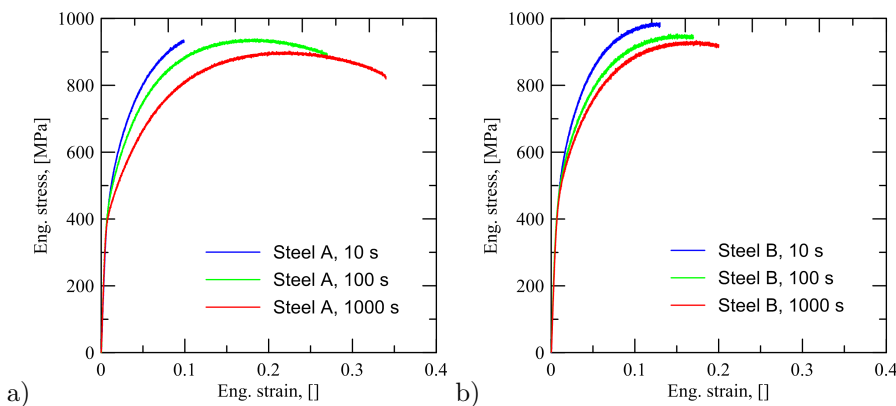 1000
800
600
400
200
0
Eng. stress, [MPa]
Steel A, 10 s
Steel A, 100 s
Steel A, 1000 s
0 0.1 0.2 0.3 0.4
Eng. strain, []
a)
1000
800
600
400
200
0
Eng. stress, [MPa]
Steel B, 10 s
Steel B, 100 s
Steel B, 1000 s
0 0.1 0.2 0.3 0.4
Eng. strain, []
b)